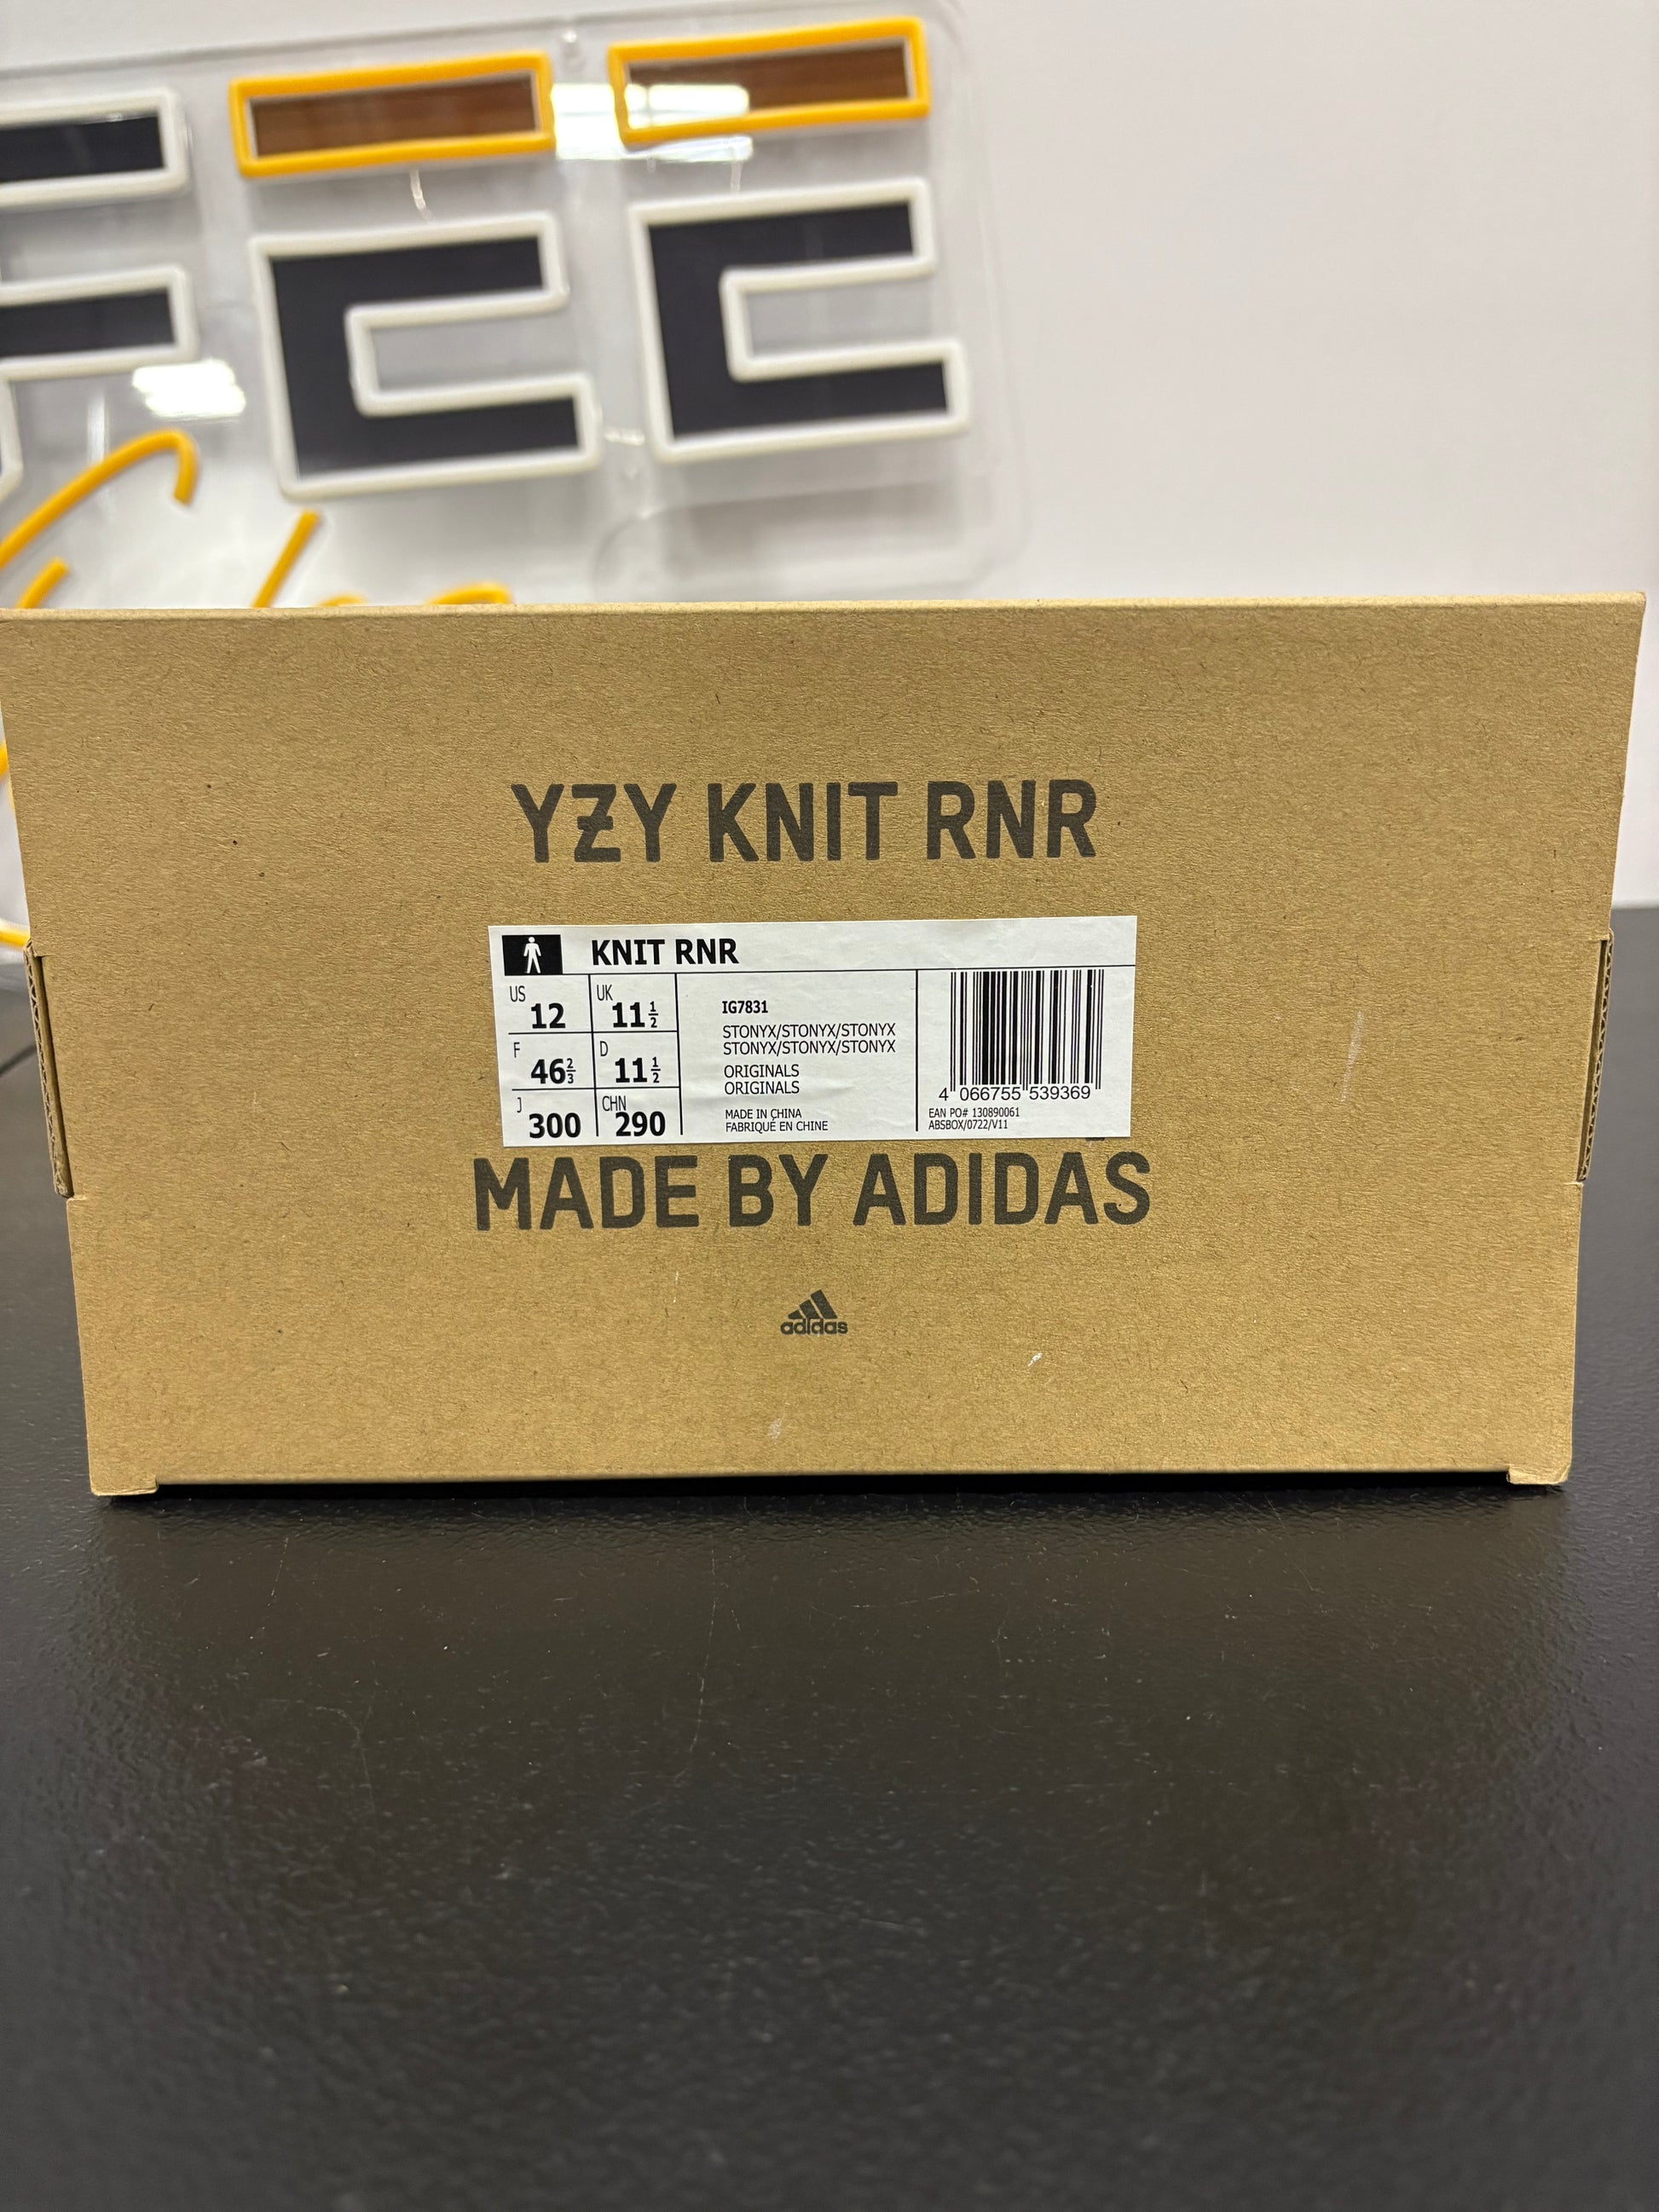 YZY KNIT RNR
KNIT RNR
US 12
UK 11 1/2
F 46 2/3
D 11 1/2
J 300
CHN 290
IG7831
STONYX/STONYX/STONYX
STONYX/STONYX/STONYX
ORIGINALS
ORIGINALS
MADE IN CHINA
FABRIQUÉ EN CHINE
4 066755 539369
EAN PO# 130890061
ABSBOX/0722/V11
MADE BY ADIDAS
adidas